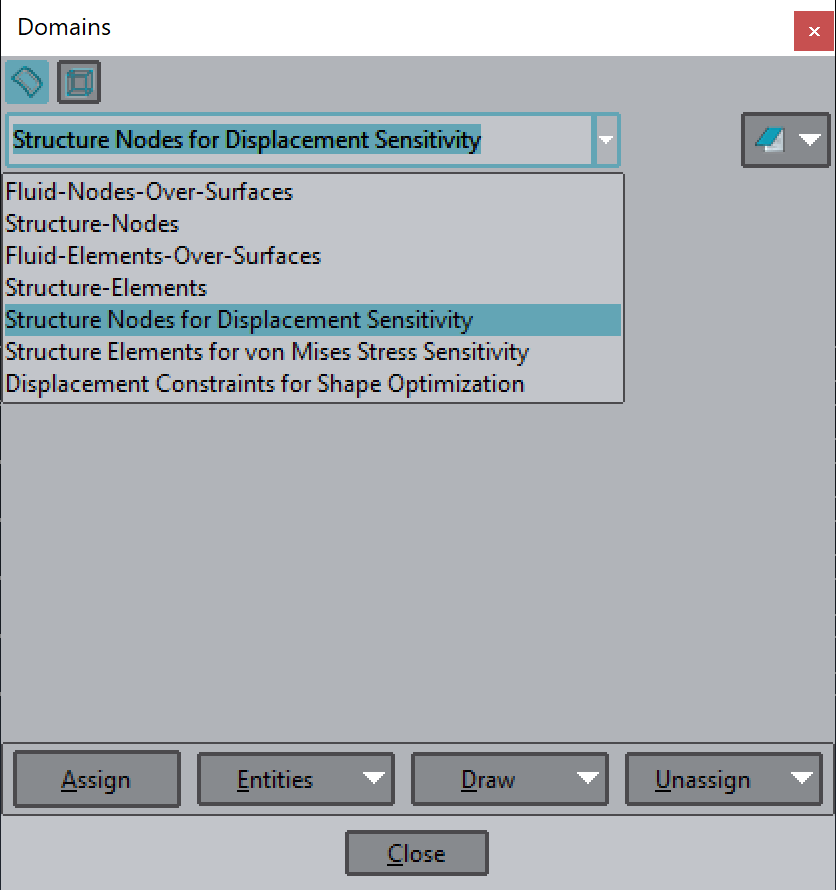 Domains
Structure Nodes for Displacement Sensitivity
Fluid-Nodes-Over-Surfaces
Structure-Nodes
Fluid-Elements-Over-Surfaces
Structure-Elements
Structure Nodes for Displacement Sensitivity
Structure Elements for von Mises Stress Sensitivity
Displacement Constraints for Shape Optimization
Assign Entities Draw Unassign
Close